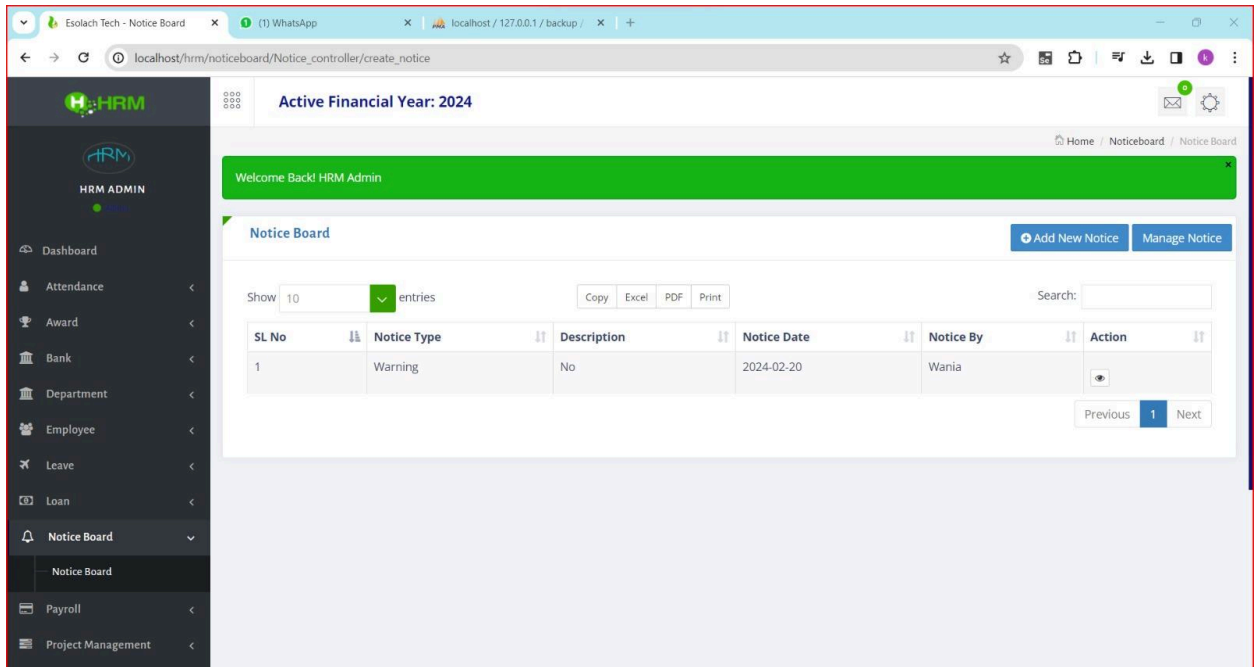 Esolach Tech - Notice Board
(1) WhatsApp
localhost / 127.0.0.1 / backup /
localhost/hrm/noticeboard/Notice_controller/create_notice
k
HRM
Active Financial Year: 2024
0
Home / Noticeboard / Notice Board
HRM
HRM ADMIN
Welcome Back! HRM Admin
Notice Board
Add New Notice
Manage Notice
Dashboard
Attendance
Award
Bank
Department
Employee
Leave
Loan
Notice Board
Notice Board
Payroll
Project Management
Show 10 entries
Copy Excel PDF Print
Search:
SL No Notice Type Description Notice Date Notice By Action
1 Warning No 2024-02-20 Wania
Previous 1 Next